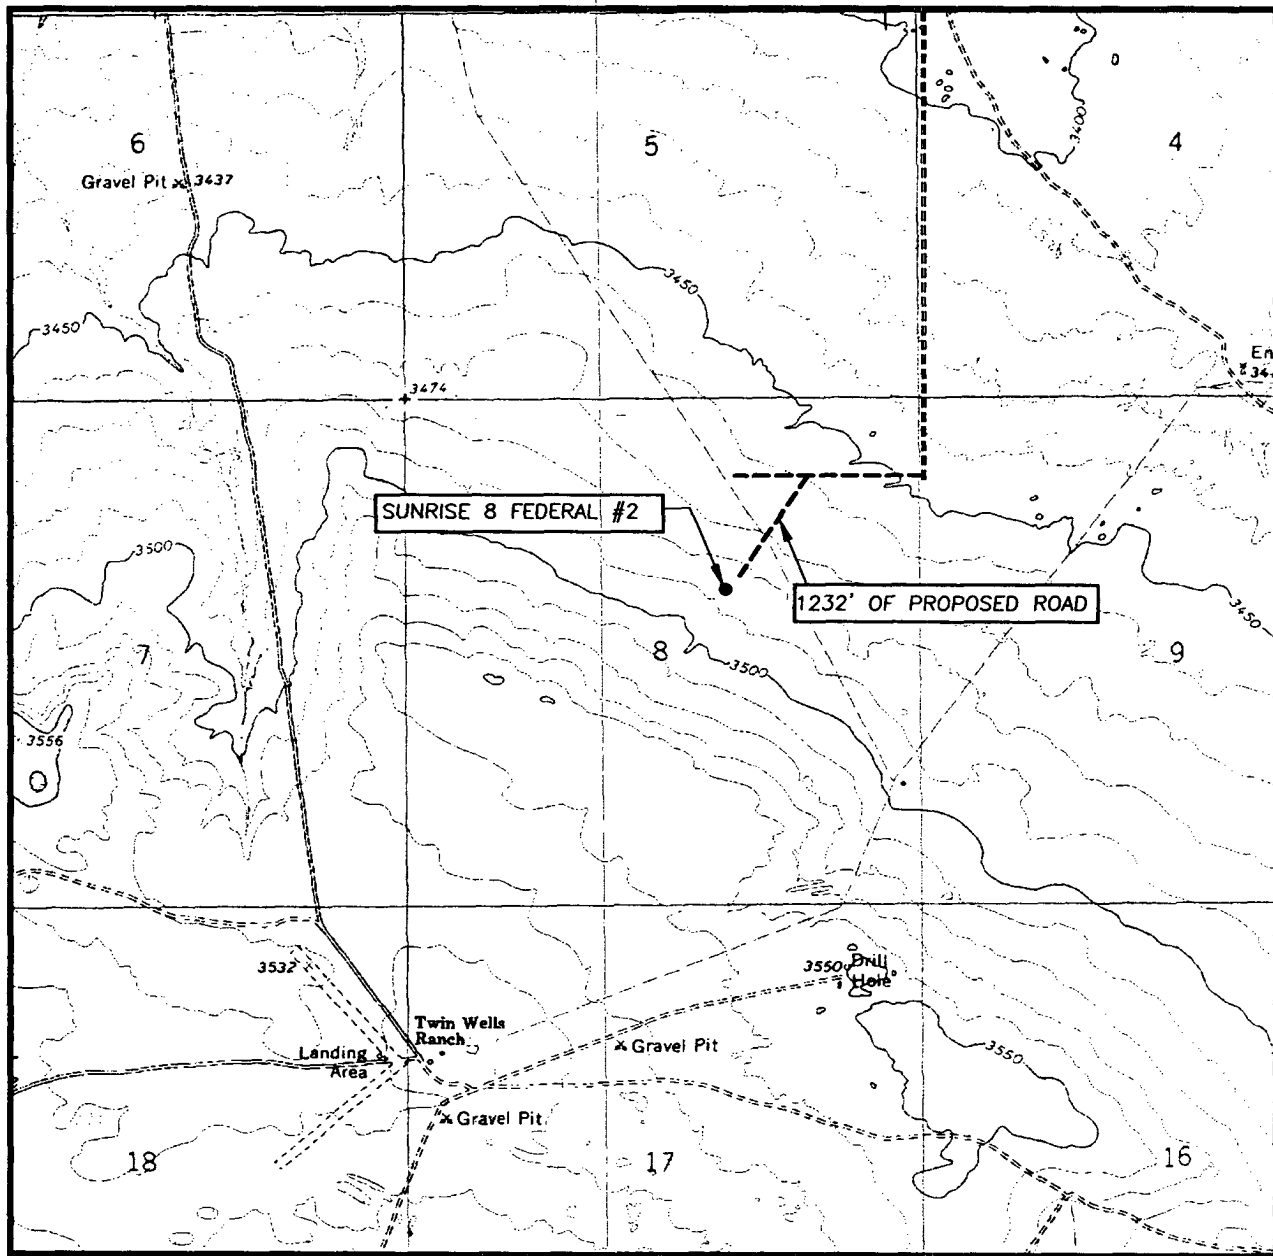 6
5
4
3400
Gravel Pit 3437
3450
3450
3474
SUNRISE 8 FEDERAL #2
3500
1232' OF PROPOSED ROAD
3450
7
8
9
3500
3556
3532
3550
Drill
Hole
Twin Wells
Ranch
Landing
Area
Gravel Pit
3550
Gravel Pit
18
17
16